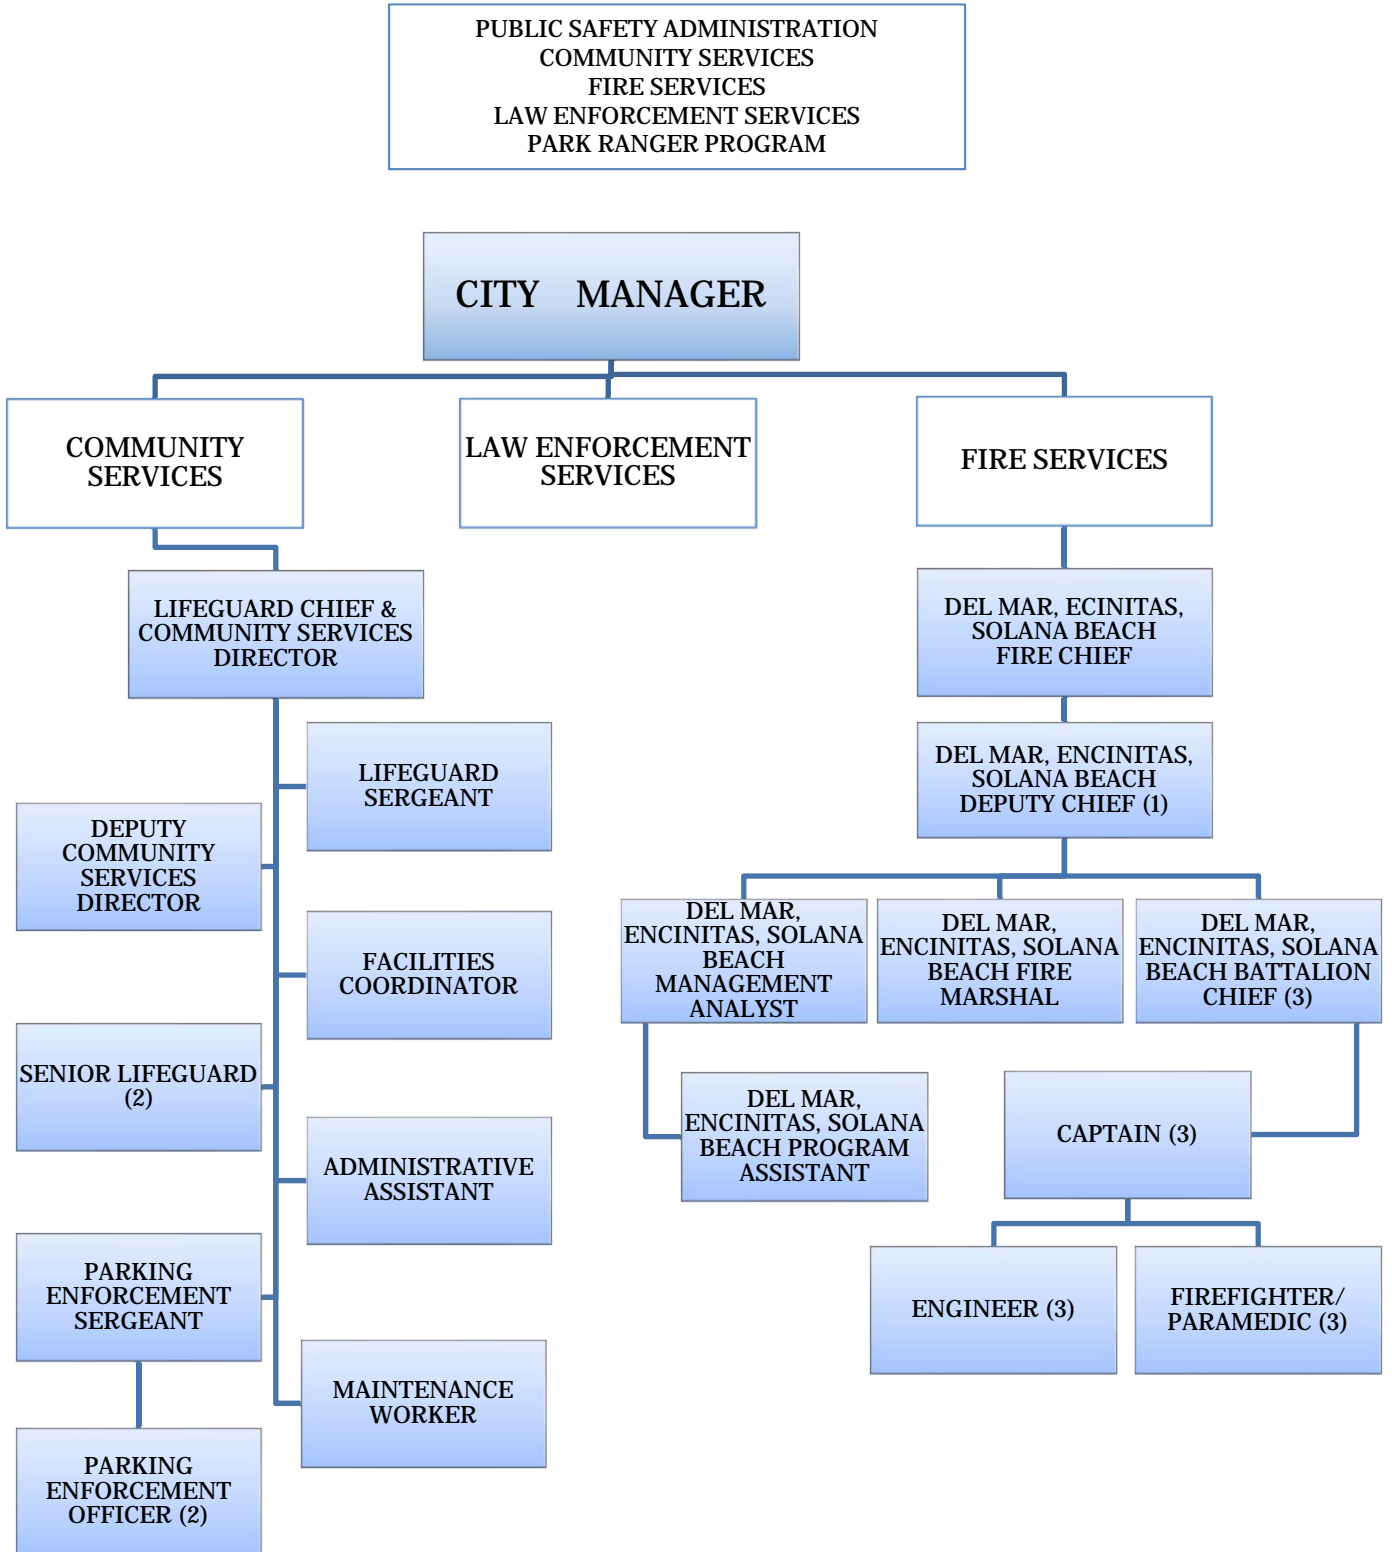 PUBLIC SAFETY ADMINISTRATION
COMMUNITY SERVICES
FIRE SERVICES
LAW ENFORCEMENT SERVICES
PARK RANGER PROGRAM
CITY MANAGER
COMMUNITY
SERVICES
LAW ENFORCEMENT
SERVICES
FIRE SERVICES
LIFEGUARD CHIEF &
COMMUNITY SERVICES
DIRECTOR
LIFEGUARD
SERGEANT
DEPUTY
COMMUNITY
SERVICES
DIRECTOR
FACILITIES
COORDINATOR
SENIOR LIFEGUARD
(2)
ADMINISTRATIVE
ASSISTANT
PARKING
ENFORCEMENT
SERGEANT
MAINTENANCE
WORKER
PARKING
ENFORCEMENT
OFFICER (2)
DEL MAR, ECINITAS,
SOLANA BEACH
FIRE CHIEF
DEL MAR, ENCINITAS,
SOLANA BEACH
DEPUTY CHIEF (1)
DEL MAR,
ENCINITAS, SOLANA
BEACH
MANAGEMENT
ANALYST
DEL MAR,
ENCINITAS, SOLANA
BEACH FIRE
MARSHAL
DEL MAR,
ENCINITAS, SOLANA
BEACH BATTALION
CHIEF (3)
DEL MAR,
ENCINITAS, SOLANA
BEACH PROGRAM
ASSISTANT
CAPTAIN (3)
ENGINEER (3)
FIREFIGHTER/
PARAMEDIC (3)